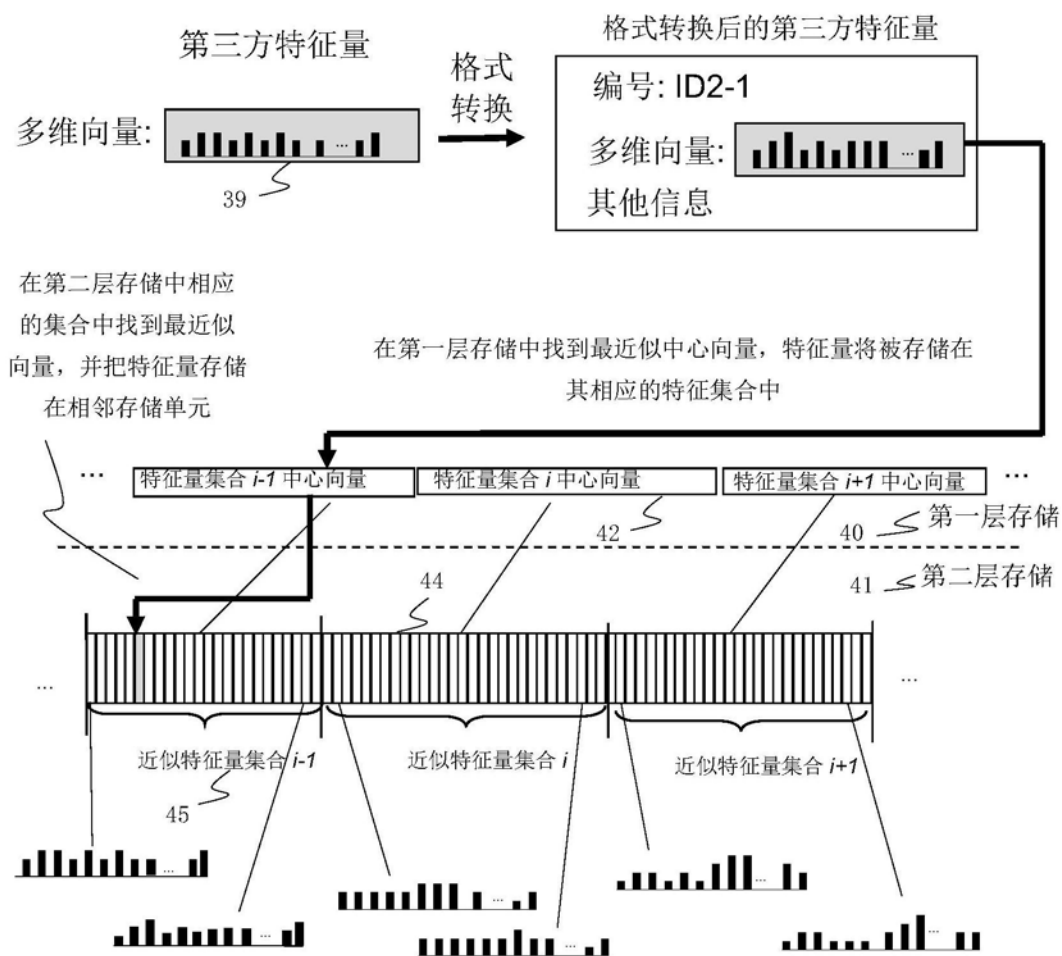 第三方特征量
格式
转换
多维向量:
...
39
格式转换后的第三方特征量
编号: ID2-1
多维向量:
...
其他信息
在第二层存储中相应
的集合中找到最近似
向量，并把特征量存储
在相邻存储单元
在第一层存储中找到最近似中心向量，特征量将被存储在
其相应的特征集合中
...
特征量集合 i-1 中心向量
特征量集合 i 中心向量
特征量集合 i+1 中心向量
...
42
40
第一层存储
41
第二层存储
44
...
...
近似特征量集合 i-1
近似特征量集合 i
近似特征量集合 i+1
45
...
...
...
...
...
...